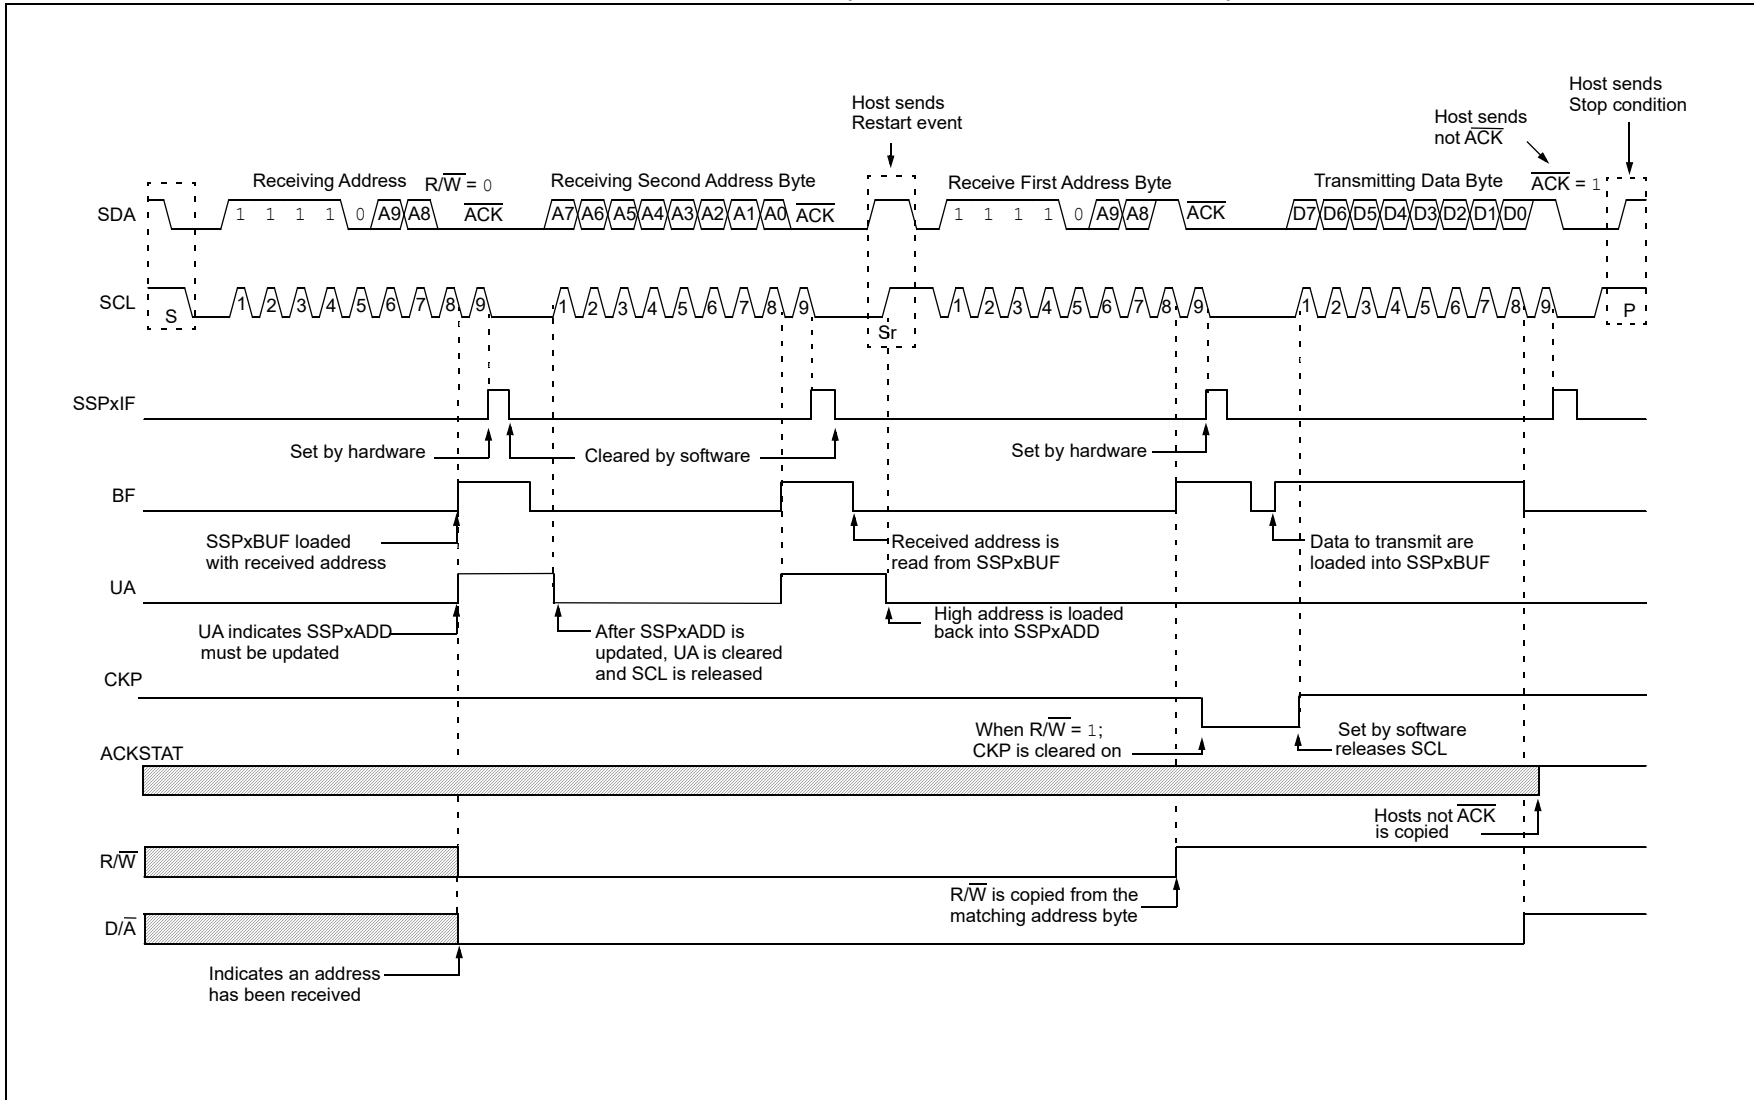 Host sends
Stop condition
Host sends
Restart event
Host sends
not A̅C̅K̅
Receiving Address R/W̅ = 0
Receiving Second Address Byte
Receive First Address Byte
Transmitting Data Byte
A̅C̅K̅ = 1
SDA 1 1 1 1 0 A9 A8 A̅C̅K̅ A7 A6 A5 A4 A3 A2 A1 A0 A̅C̅K̅ 1 1 1 1 0 A9 A8 A̅C̅K̅ D7 D6 D5 D4 D3 D2 D1 D0
SCL S 1 2 3 4 5 6 7 8 9 1 2 3 4 5 6 7 8 9 Sr 1 2 3 4 5 6 7 8 9 1 2 3 4 5 6 7 8 9 P
SSPxIF
Set by hardware
Cleared by software
Set by hardware
BF
SSPxBUF loaded
with received address
Received address is
read from SSPxBUF
Data to transmit are
loaded into SSPxBUF
UA
UA indicates SSPxADD
must be updated
After SSPxADD is
updated, UA is cleared
and SCL is released
High address is loaded
back into SSPxADD
CKP
When R/W̅ = 1;
CKP is cleared on
Set by software
releases SCL
ACKSTAT
Hosts not A̅C̅K̅
is copied
R/W̅
R/W̅ is copied from the
matching address byte
D/A̅
Indicates an address
has been received